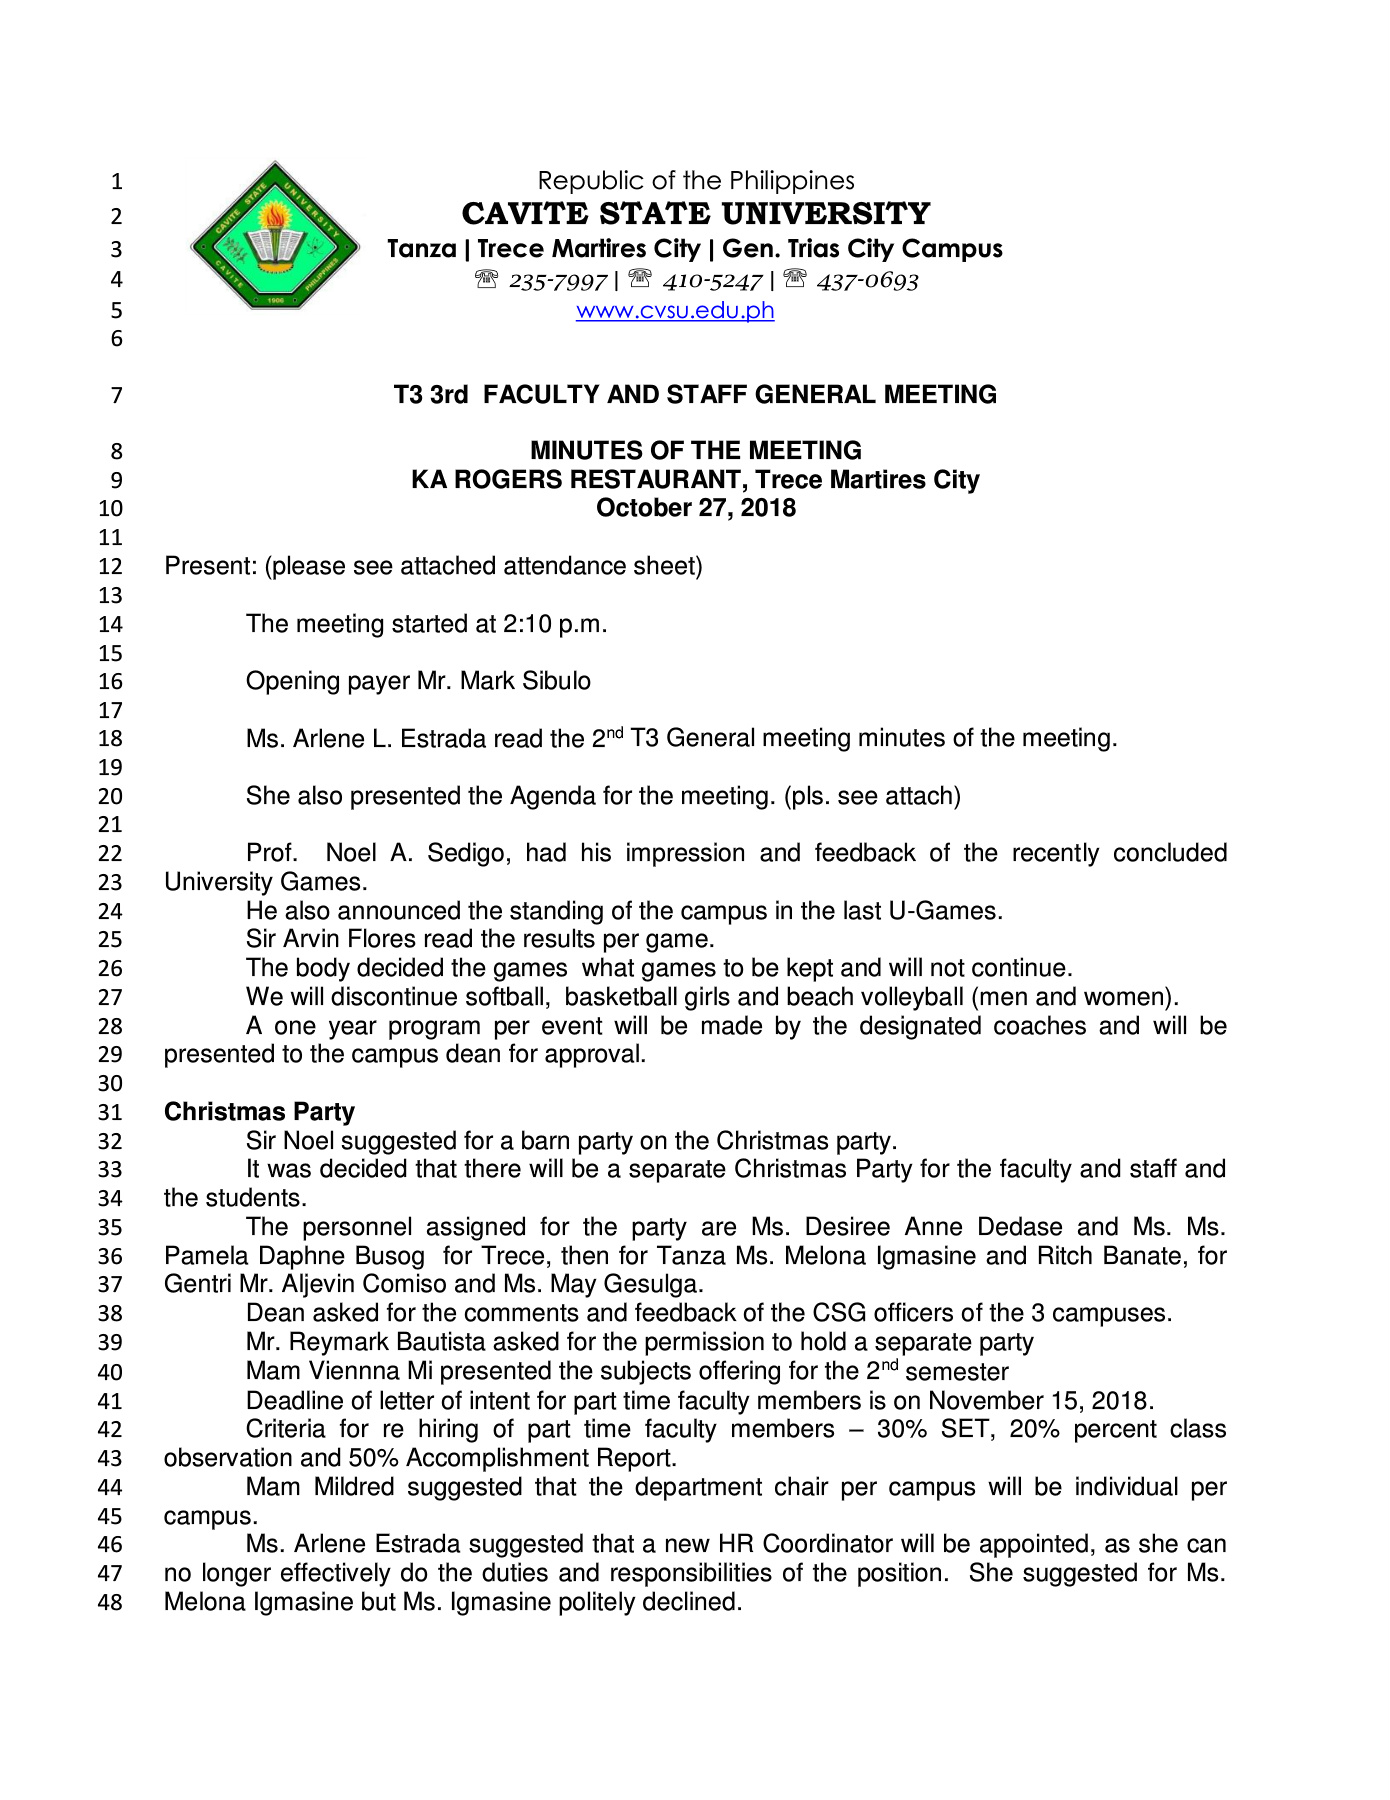 1 Republic of the Philippines
2 CAVITE STATE UNIVERSITY
3 Tanza | Trece Martires City | Gen. Trias City Campus
4 ☏ 235-7997 | ☏ 410-5247 | ☏ 437-0693
5 www.cvsu.edu.ph
6
CAVITE STATE UNIVERSITY
CAVITE PHILIPPINES
1906
7 T3 3rd  FACULTY AND STAFF GENERAL MEETING
8 MINUTES OF THE MEETING
9 KA ROGERS RESTAURANT, Trece Martires City
10 October 27, 2018
11
12 Present: (please see attached attendance sheet)
13
14 The meeting started at 2:10 p.m.
15
16 Opening payer Mr. Mark Sibulo
17
18 Ms. Arlene L. Estrada read the 2nd T3 General meeting minutes of the meeting.
19
20 She also presented the Agenda for the meeting. (pls. see attach)
21
22 Prof.  Noel A. Sedigo, had his impression and feedback of the recently concluded
23 University Games.
24 He also announced the standing of the campus in the last U-Games.
25 Sir Arvin Flores read the results per game.
26 The body decided the games  what games to be kept and will not continue.
27 We will discontinue softball,  basketball girls and beach volleyball (men and women).
28 A one year program per event will be made by the designated coaches and will be
29 presented to the campus dean for approval.
30
31 Christmas Party
32 Sir Noel suggested for a barn party on the Christmas party.
33 It was decided that there will be a separate Christmas Party for the faculty and staff and
34 the students.
35 The personnel assigned for the party are Ms. Desiree Anne Dedase and Ms. Ms.
36 Pamela Daphne Busog  for Trece, then for Tanza Ms. Melona Igmasine and Ritch Banate, for
37 Gentri Mr. Aljevin Comiso and Ms. May Gesulga.
38 Dean asked for the comments and feedback of the CSG officers of the 3 campuses.
39 Mr. Reymark Bautista asked for the permission to hold a separate party
40 Mam Viennna Mi presented the subjects offering for the 2nd semester
41 Deadline of letter of intent for part time faculty members is on November 15, 2018.
42 Criteria for re hiring of part time faculty members – 30% SET, 20% percent class
43 observation and 50% Accomplishment Report.
44 Mam Mildred suggested that the department chair per campus will be individual per
45 campus.
46 Ms. Arlene Estrada suggested that a new HR Coordinator will be appointed, as she can
47 no longer effectively do the duties and responsibilities of the position.  She suggested for Ms.
48 Melona Igmasine but Ms. Igmasine politely declined.